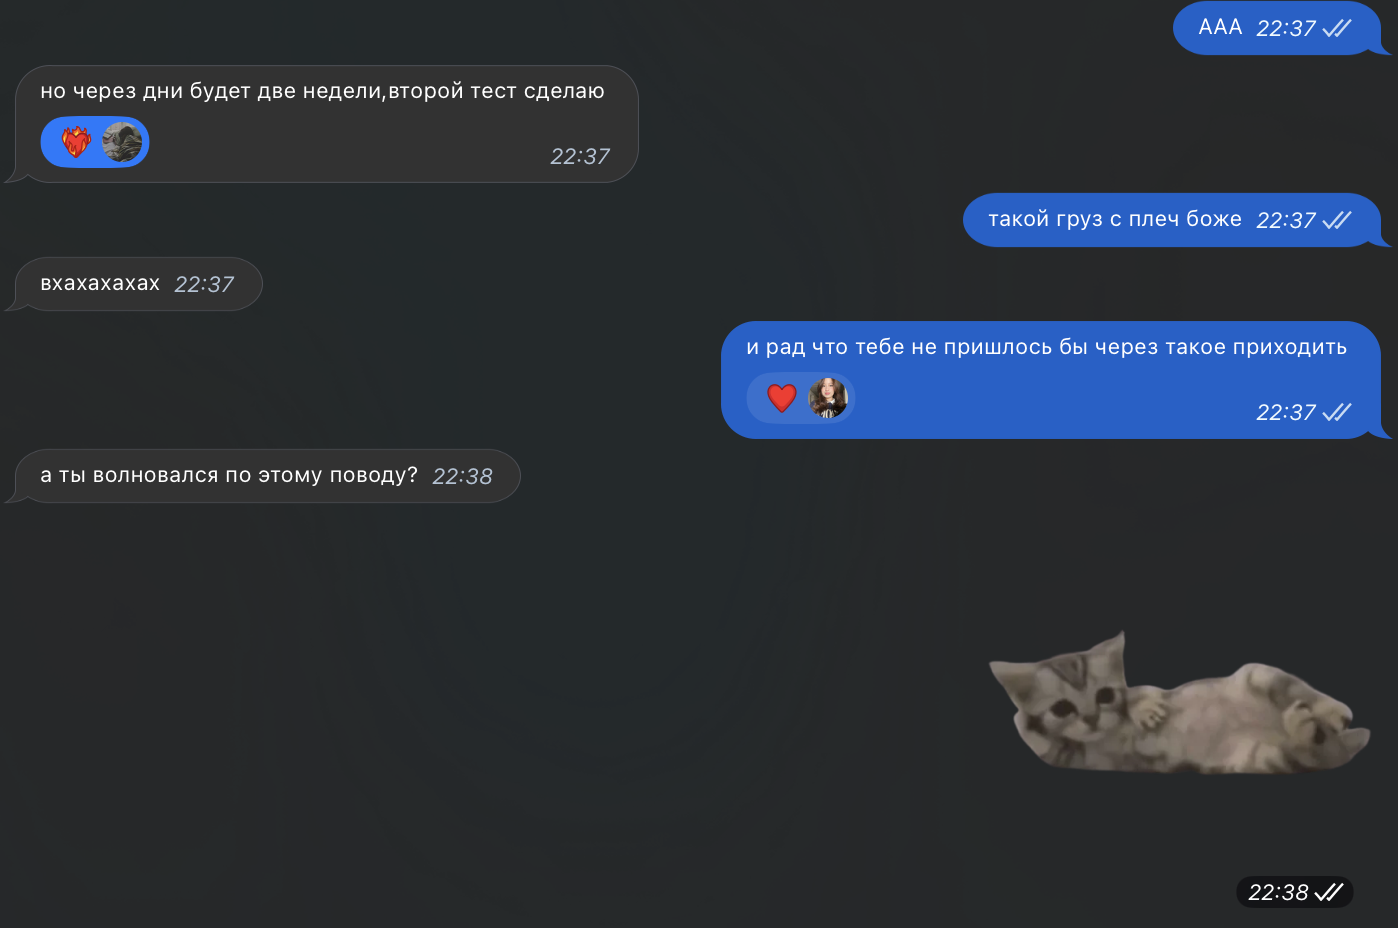 ААА 22:37
но через дни будет две недели,второй тест сделаю
22:37
такой груз с плеч боже 22:37
вхахахахах 22:37
и рад что тебе не пришлось бы через такое приходить
22:37
а ты волновался по этому поводу? 22:38
22:38